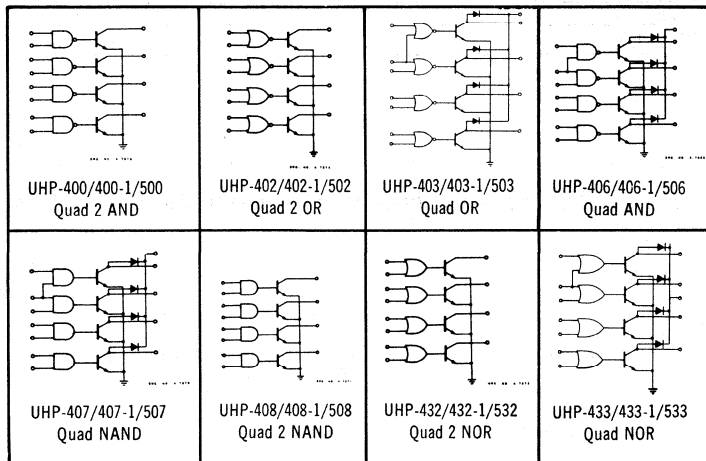 UHP-400/400-1/500
Quad 2 AND
UHP-402/402-1/502
Quad 2 OR
UHP-403/403-1/503
Quad OR
UHP-406/406-1/506
Quad AND
UHP-407/407-1/507
Quad NAND
UHP-408/408-1/508
Quad 2 NAND
UHP-432/432-1/532
Quad 2 NOR
UHP-433/433-1/533
Quad NOR